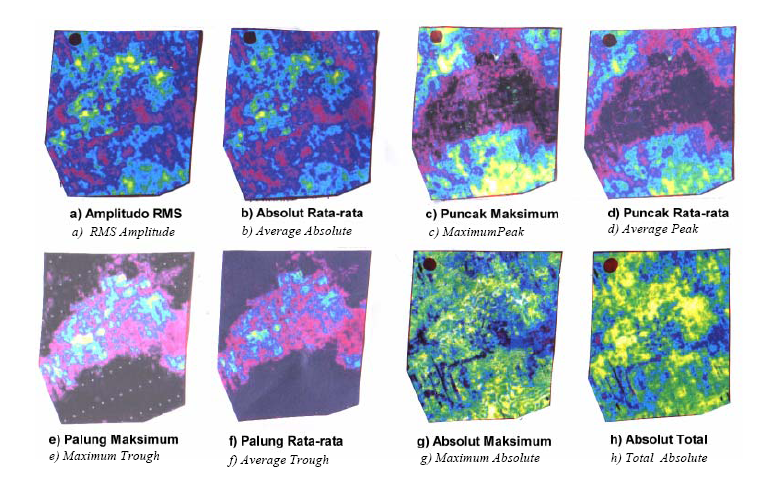 a) Amplitudo RMS
a) RMS Amplitude
b) Absolut Rata-rata
b) Average Absolute
c) Puncak Maksimum
c) MaximumPeak
d) Puncak Rata-rata
d) Average Peak
e) Palung Maksimum
e) Maximum Trough
f) Palung Rata-rata
f) Average Trough
g) Absolut Maksimum
g) Maximum Absolute
h) Absolut Total
h) Total Absolute